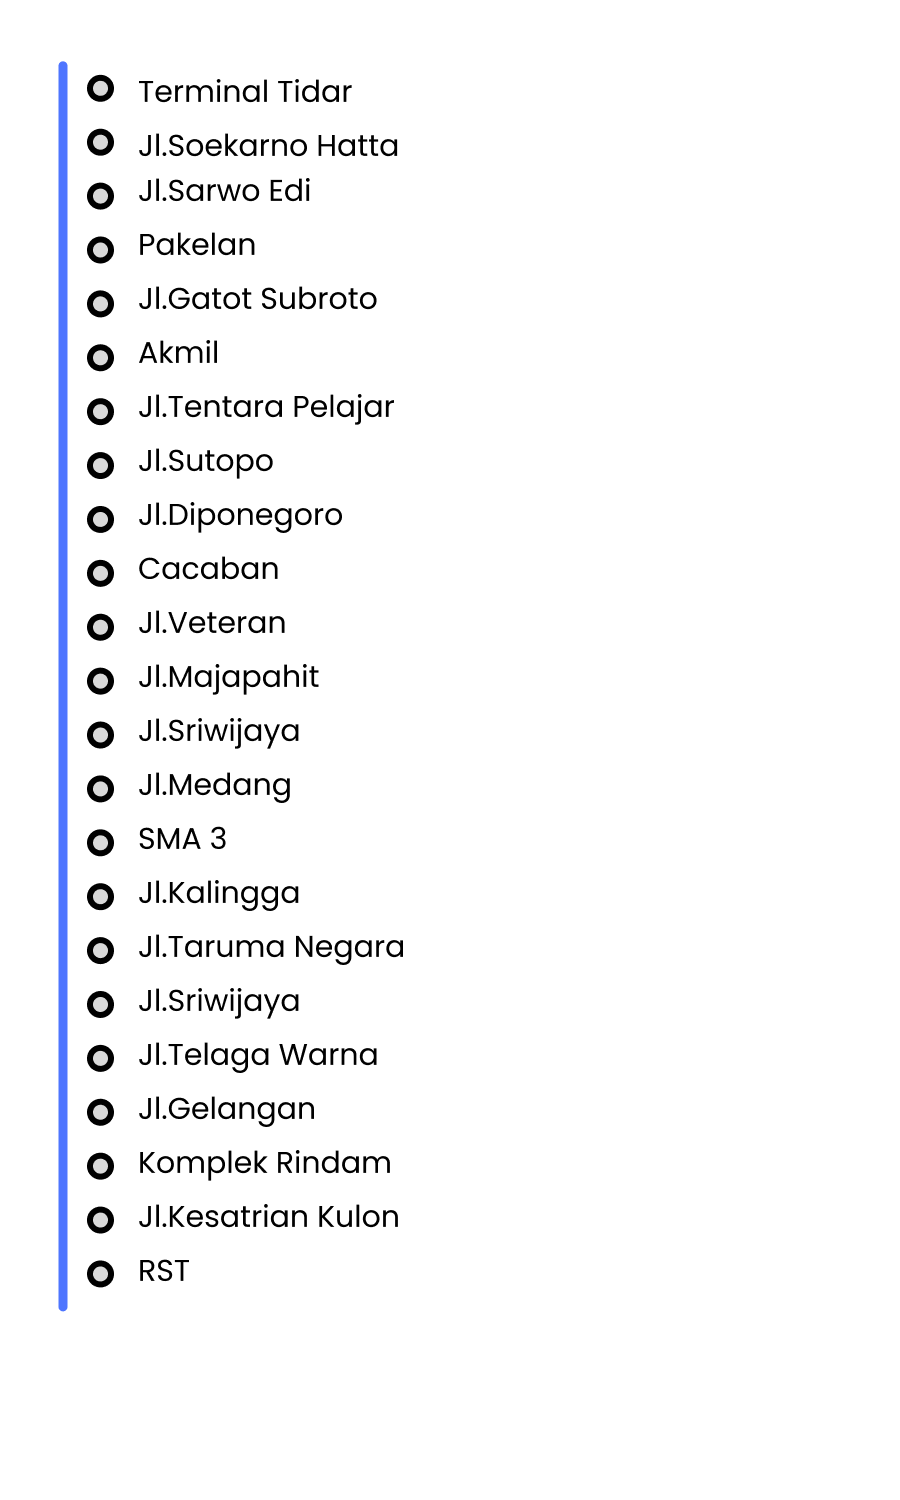 Terminal Tidar
Jl.Soekarno Hatta
Jl.Sarwo Edi
Pakelan
Jl.Gatot Subroto
Akmil
Jl.Tentara Pelajar
Jl.Sutopo
Jl.Diponegoro
Cacaban
Jl.Veteran
Jl.Majapahit
Jl.Sriwijaya
Jl.Medang
SMA 3
Jl.Kalingga
Jl.Taruma Negara
Jl.Sriwijaya
Jl.Telaga Warna
Jl.Gelangan
Komplek Rindam
Jl.Kesatrian Kulon
RST